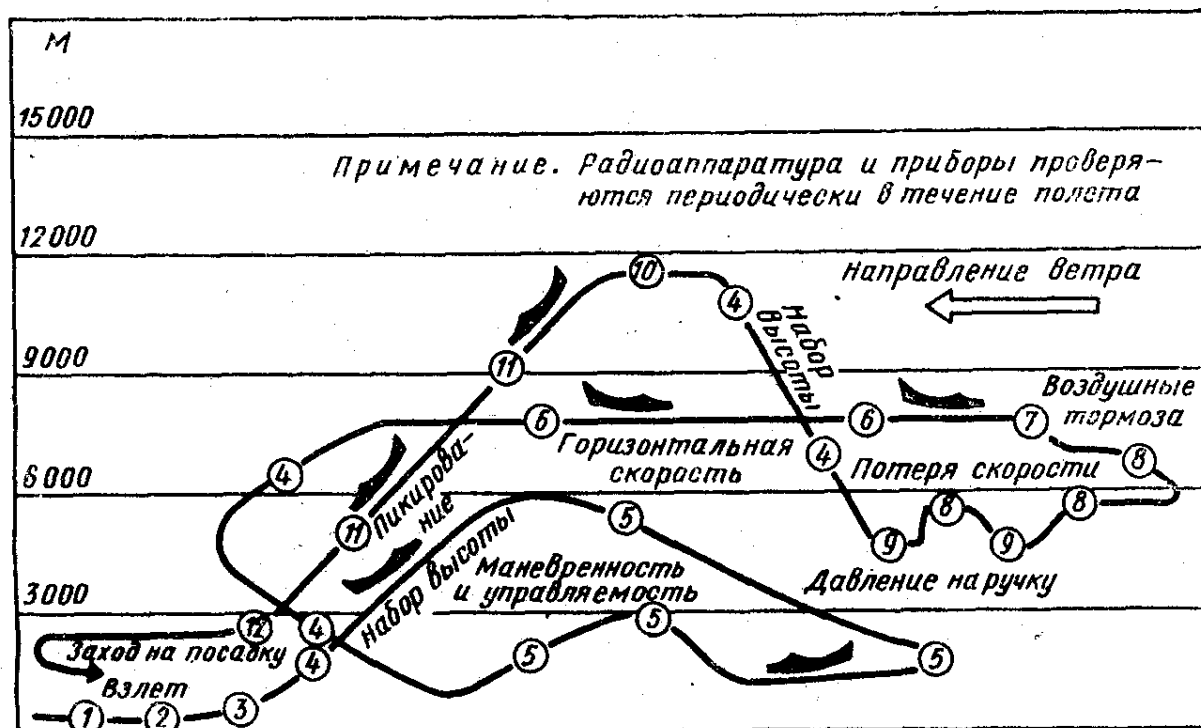 М
15000
Примечание. Радиоаппаратура и приборы проверя-
ются периодически в течение полета
12000
10
Направление ветра
4
Набор
высоты
9000
11
Воздушные
тормоза
6
6
7
Горизонтальная
скорость
4
4
Потеря скорости
8
6000
11
Пикирова-
ние
5
9
8
9
8
Набор высоты
Маневренность
и управляемость
Давление на ручку
3000
12
4
5
Заход на посадку
4
5
5
Взлет
1
2
3